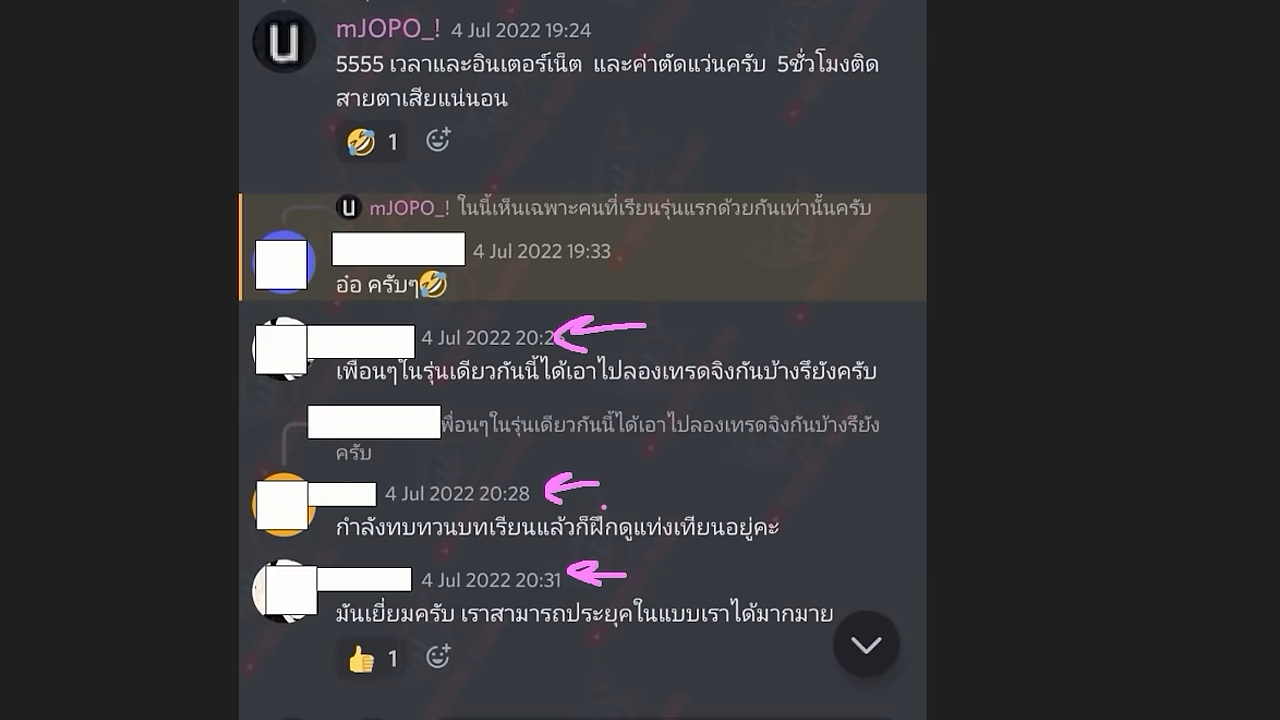 mJOPO_! 4 Jul 2022 19:24
5555 เวลาและอินเตอร์เน็ต และค่าตัดแว่นครับ 5ชั่วโมงติด
สายตาเสียแน่นอน
1
U mJOPO_! ในนี้เห็นเฉพาะคนที่เรียนรุ่นแรกด้วยกันเท่านั้นครับ
4 Jul 2022 19:33
อ๋อ ครับๆ
4 Jul 2022
เพื่อนๆในรุ่นเดียวกันนี้ได้เอาไปลองเทรดจิงกันบ้างรึยังครับ
พื่อนๆในรุ่นเดียวกันนี้ได้เอาไปลองเทรดจิงกันบ้างรึยัง
ครับ
4 Jul 2022 20:28
กำลังทบทวนบทเรียนแล้วก็ฝึกดูแท่งเทียนอยู่คะ
4 Jul 2022 20:31
มันเยี่ยมครับ เราสามารถประยุคในแบบเราได้มากมาย
1